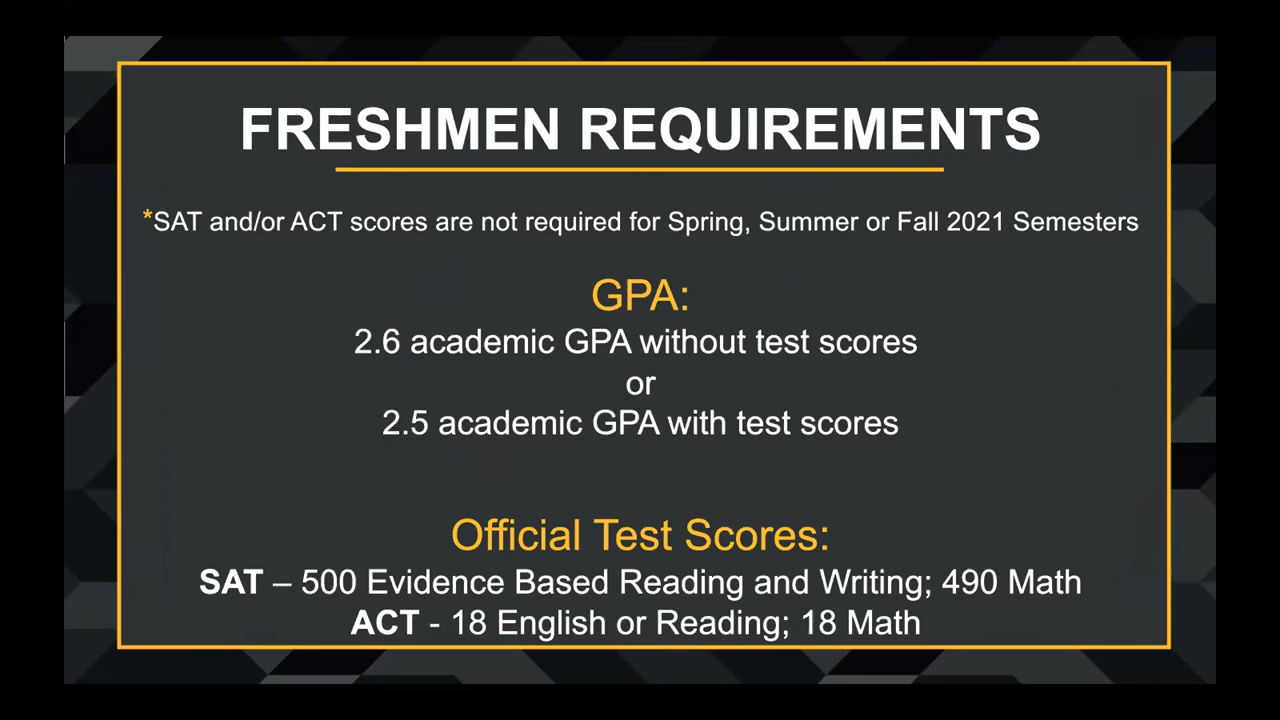 FRESHMEN REQUIREMENTS
*SAT and/or ACT scores are not required for Spring, Summer or Fall 2021 Semesters
GPA:
2.6 academic GPA without test scores
or
2.5 academic GPA with test scores
Official Test Scores:
SAT – 500 Evidence Based Reading and Writing; 490 Math
ACT - 18 English or Reading; 18 Math